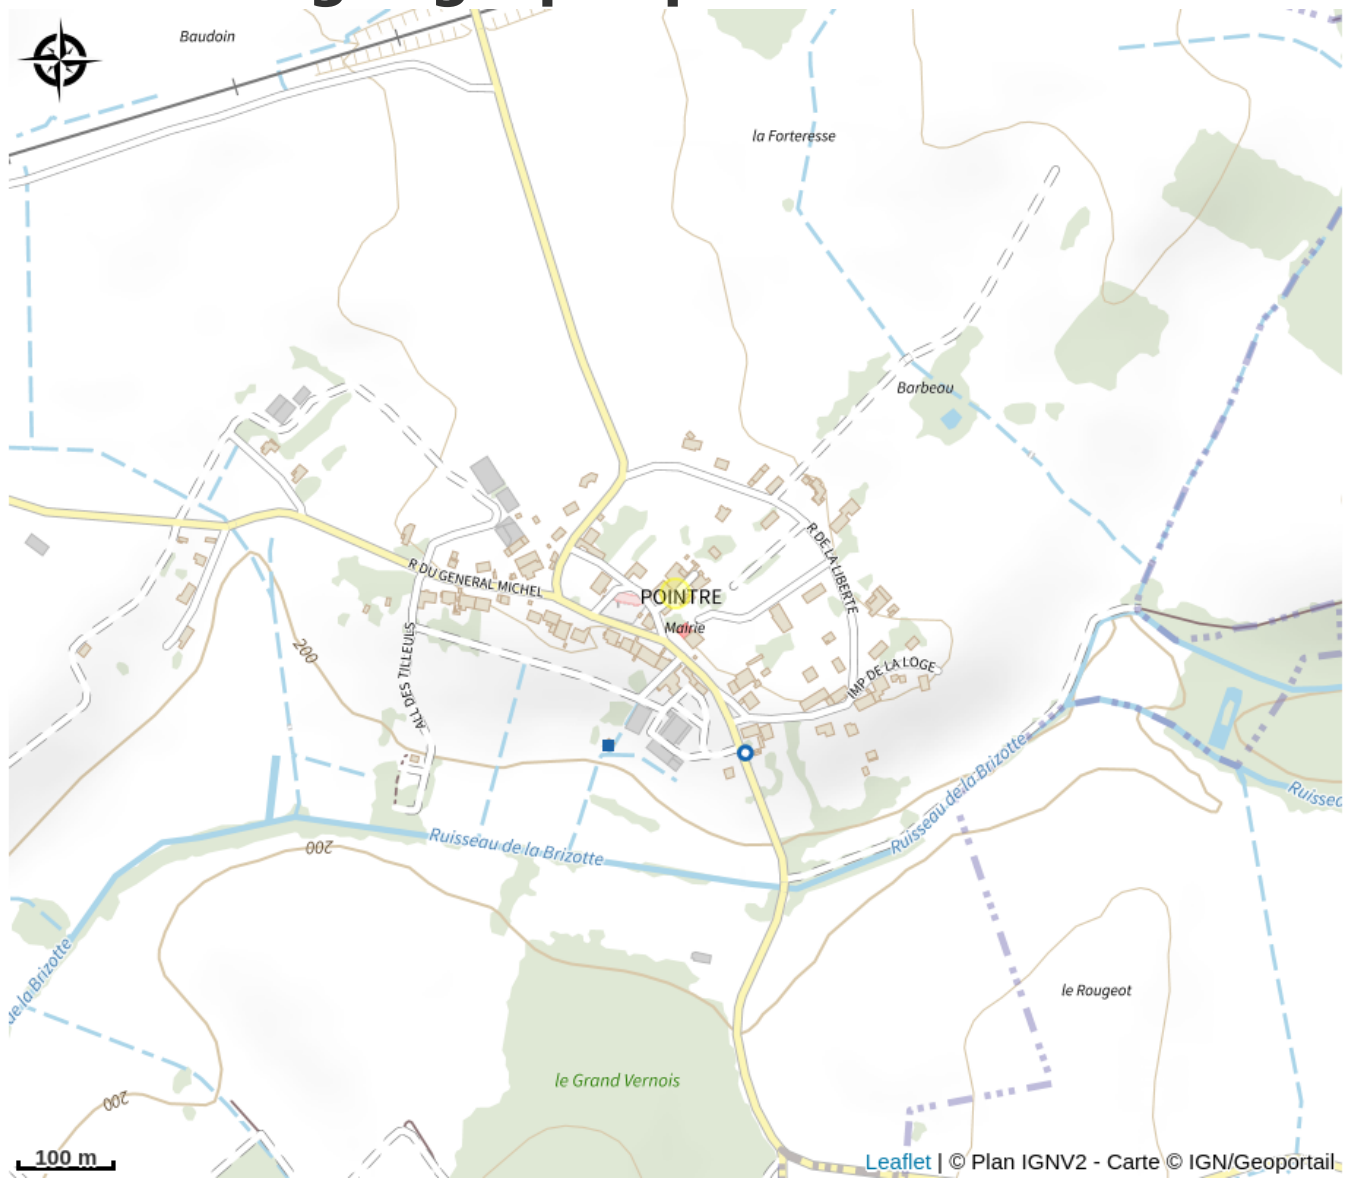 Baudoin
la Forteresse
Barbeau
R DE LA LIBERTE
R DU GENERAL MICHEL
POINTRE
Mairie
200
ALL DES TILLEULS
IMP DE LA LOGE
Ruisseau de la Brizotte
Ruisseau de la Brizotte
200
de la Brizotte
le Rougeot
le Grand Vernois
200
100 m
Leaflet | © Plan IGNV2 - Carte © IGN/Geoportail